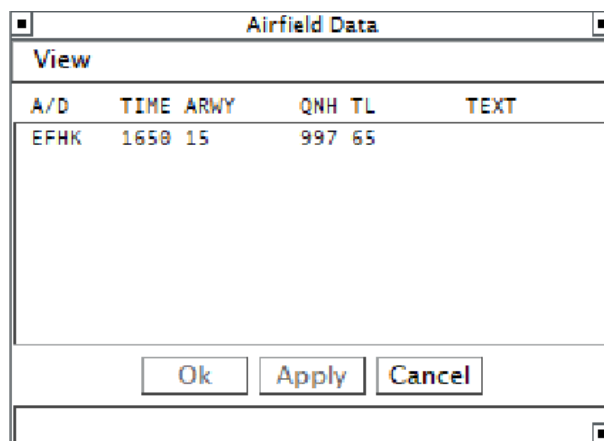 Airfield Data
View
A/D TIME ARWY QNH TL TEXT
EFHK 1650 15 997 65
Ok Apply Cancel